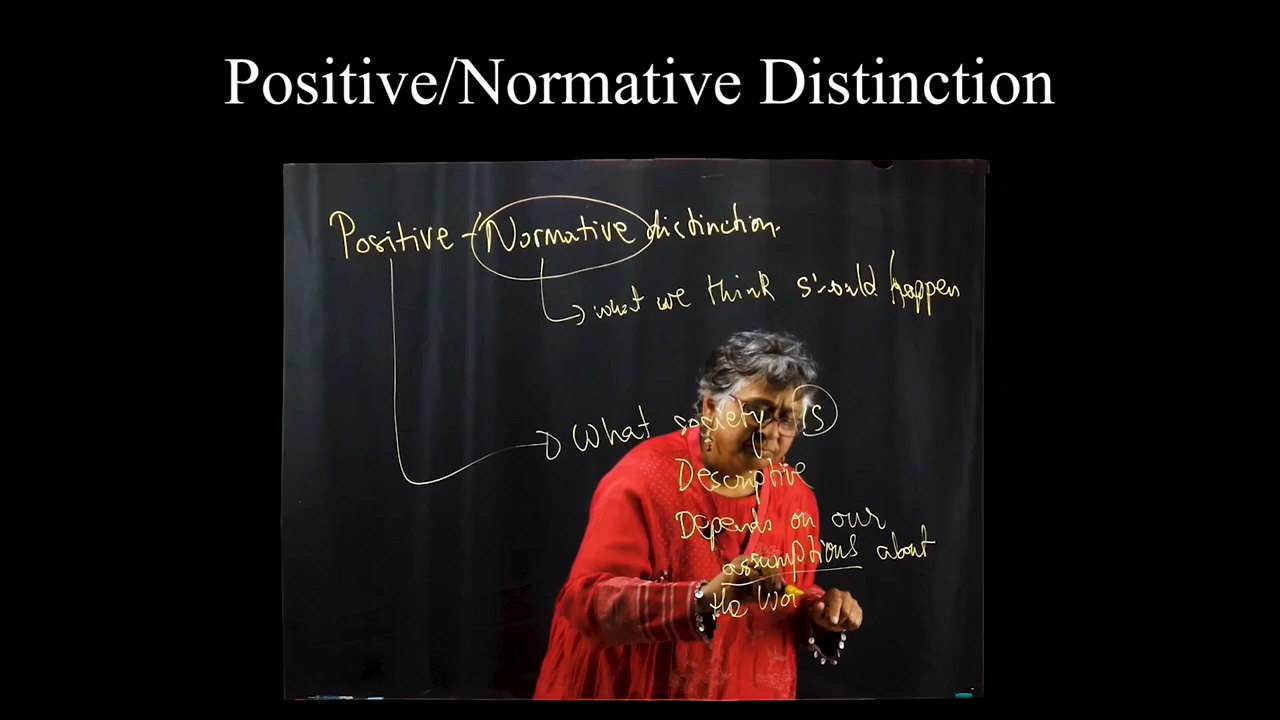 Positive/Normative Distinction
Positive - Normative distinction.
what we think should happen
What society is
Descriptive
Depends on our
assumptions about
the Wor